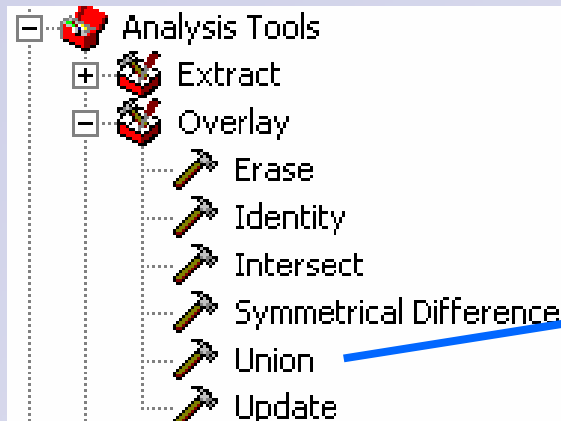 Analysis Tools
Extract
Overlay
Erase
Identity
Intersect
Symmetrical Difference
Union
Update